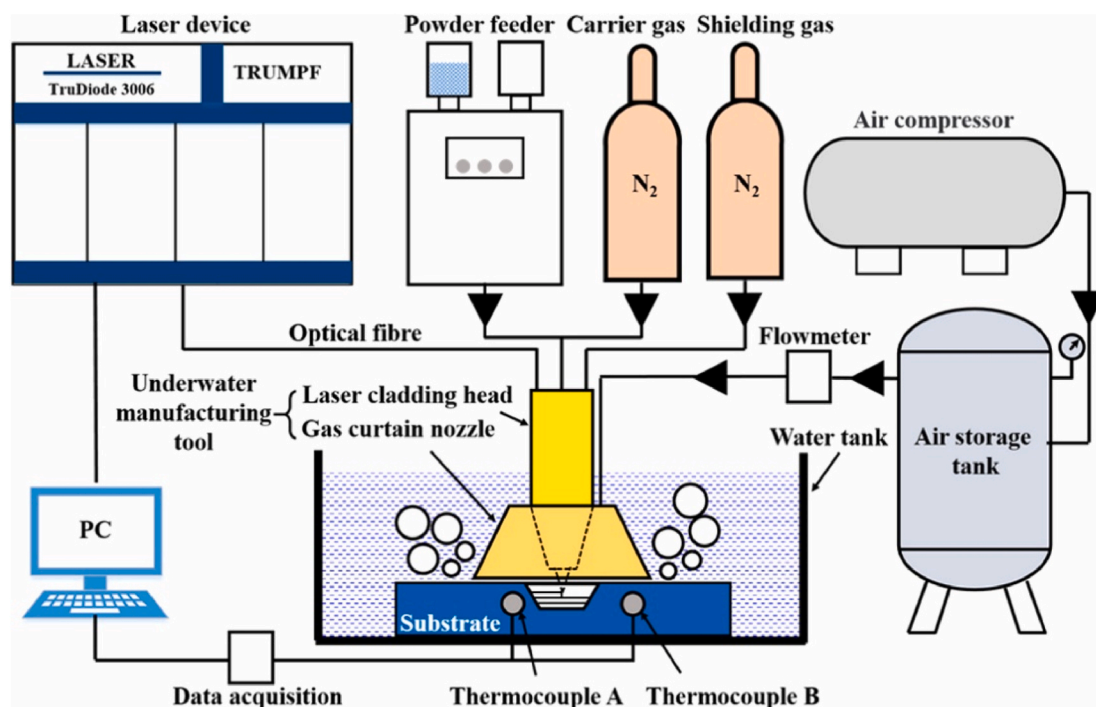 Laser device
Powder feeder
Carrier gas
Shielding gas
LASER
TruDiode 3006
TRUMPF
Air compressor
N₂
N₂
Optical fibre
Flowmeter
Underwater
manufacturing
tool
Laser cladding head
Gas curtain nozzle
Water tank
Air storage
tank
PC
Substrate
Data acquisition
Thermocouple A
Thermocouple B